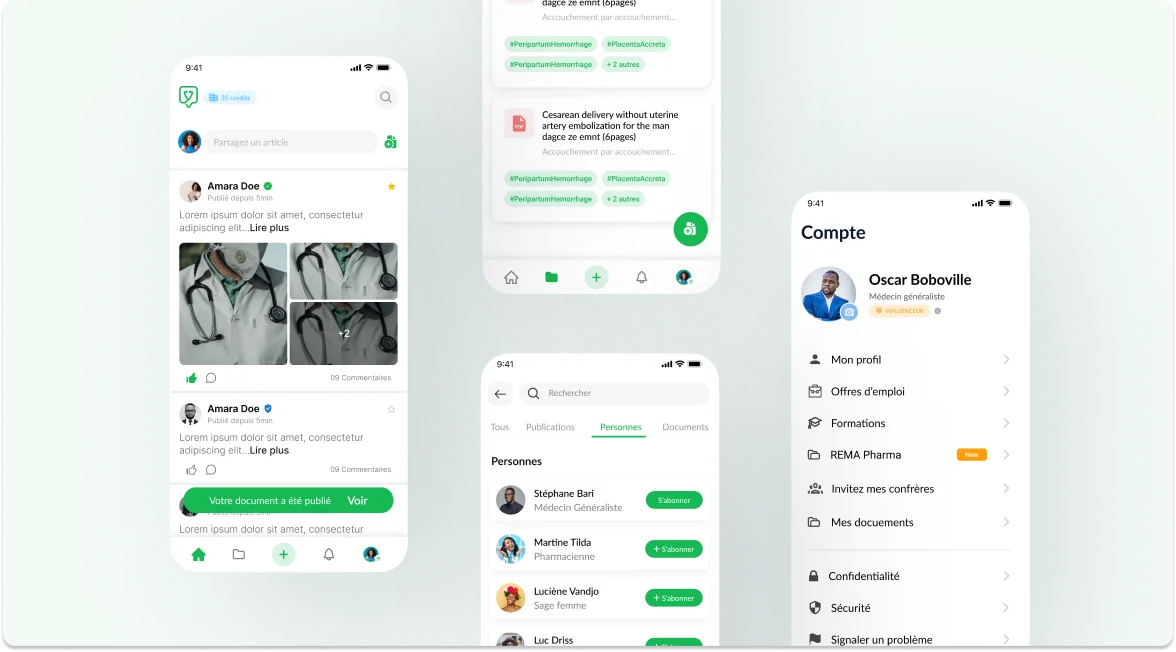 9:41
35 crédits
Partagez un article
Amara Doe
Publié depuis 5min
Lorem ipsum dolor sit amet, consectetur
adipiscing elit...Lire plus
+2
09 Commentaires
Amara Doe
Publié depuis 5min
Lorem ipsum dolor sit amet, consectetur
adipiscing elit...Lire plus
09 Commentaires
Votre document a été publié Voir
Lorem ipsum dolor sit amet, consectetur
dagce ze emnt (6pages)
Accouchement par accouchement...
#PeripartumHemorrhage #PlacentaAccreta
#PeripartumHemorrhage + 2 autres
PDF
Cesarean delivery without uterine
artery embolization for the man
dagce ze emnt (6pages)
Accouchement par accouchement...
#PeripartumHemorrhage #PlacentaAccreta
#PeripartumHemorrhage + 2 autres
9:41
Rechercher
Tous Publications Personnes Documents
Personnes
Stéphane Bari
Médecin Généraliste
S'abonner
Martine Tilda
Pharmacienne
+ S'abonner
Luciène Vandjo
Sage femme
+ S'abonner
Luc Driss
9:41
Compte
Oscar Boboville
Médecin généraliste
INFLUENCEUR
Mon profil
Offres d'emploi
Formations
REMA Pharma New
Invitez mes confrères
Mes docuements
Confidentialité
Sécurité
Signaler un problème